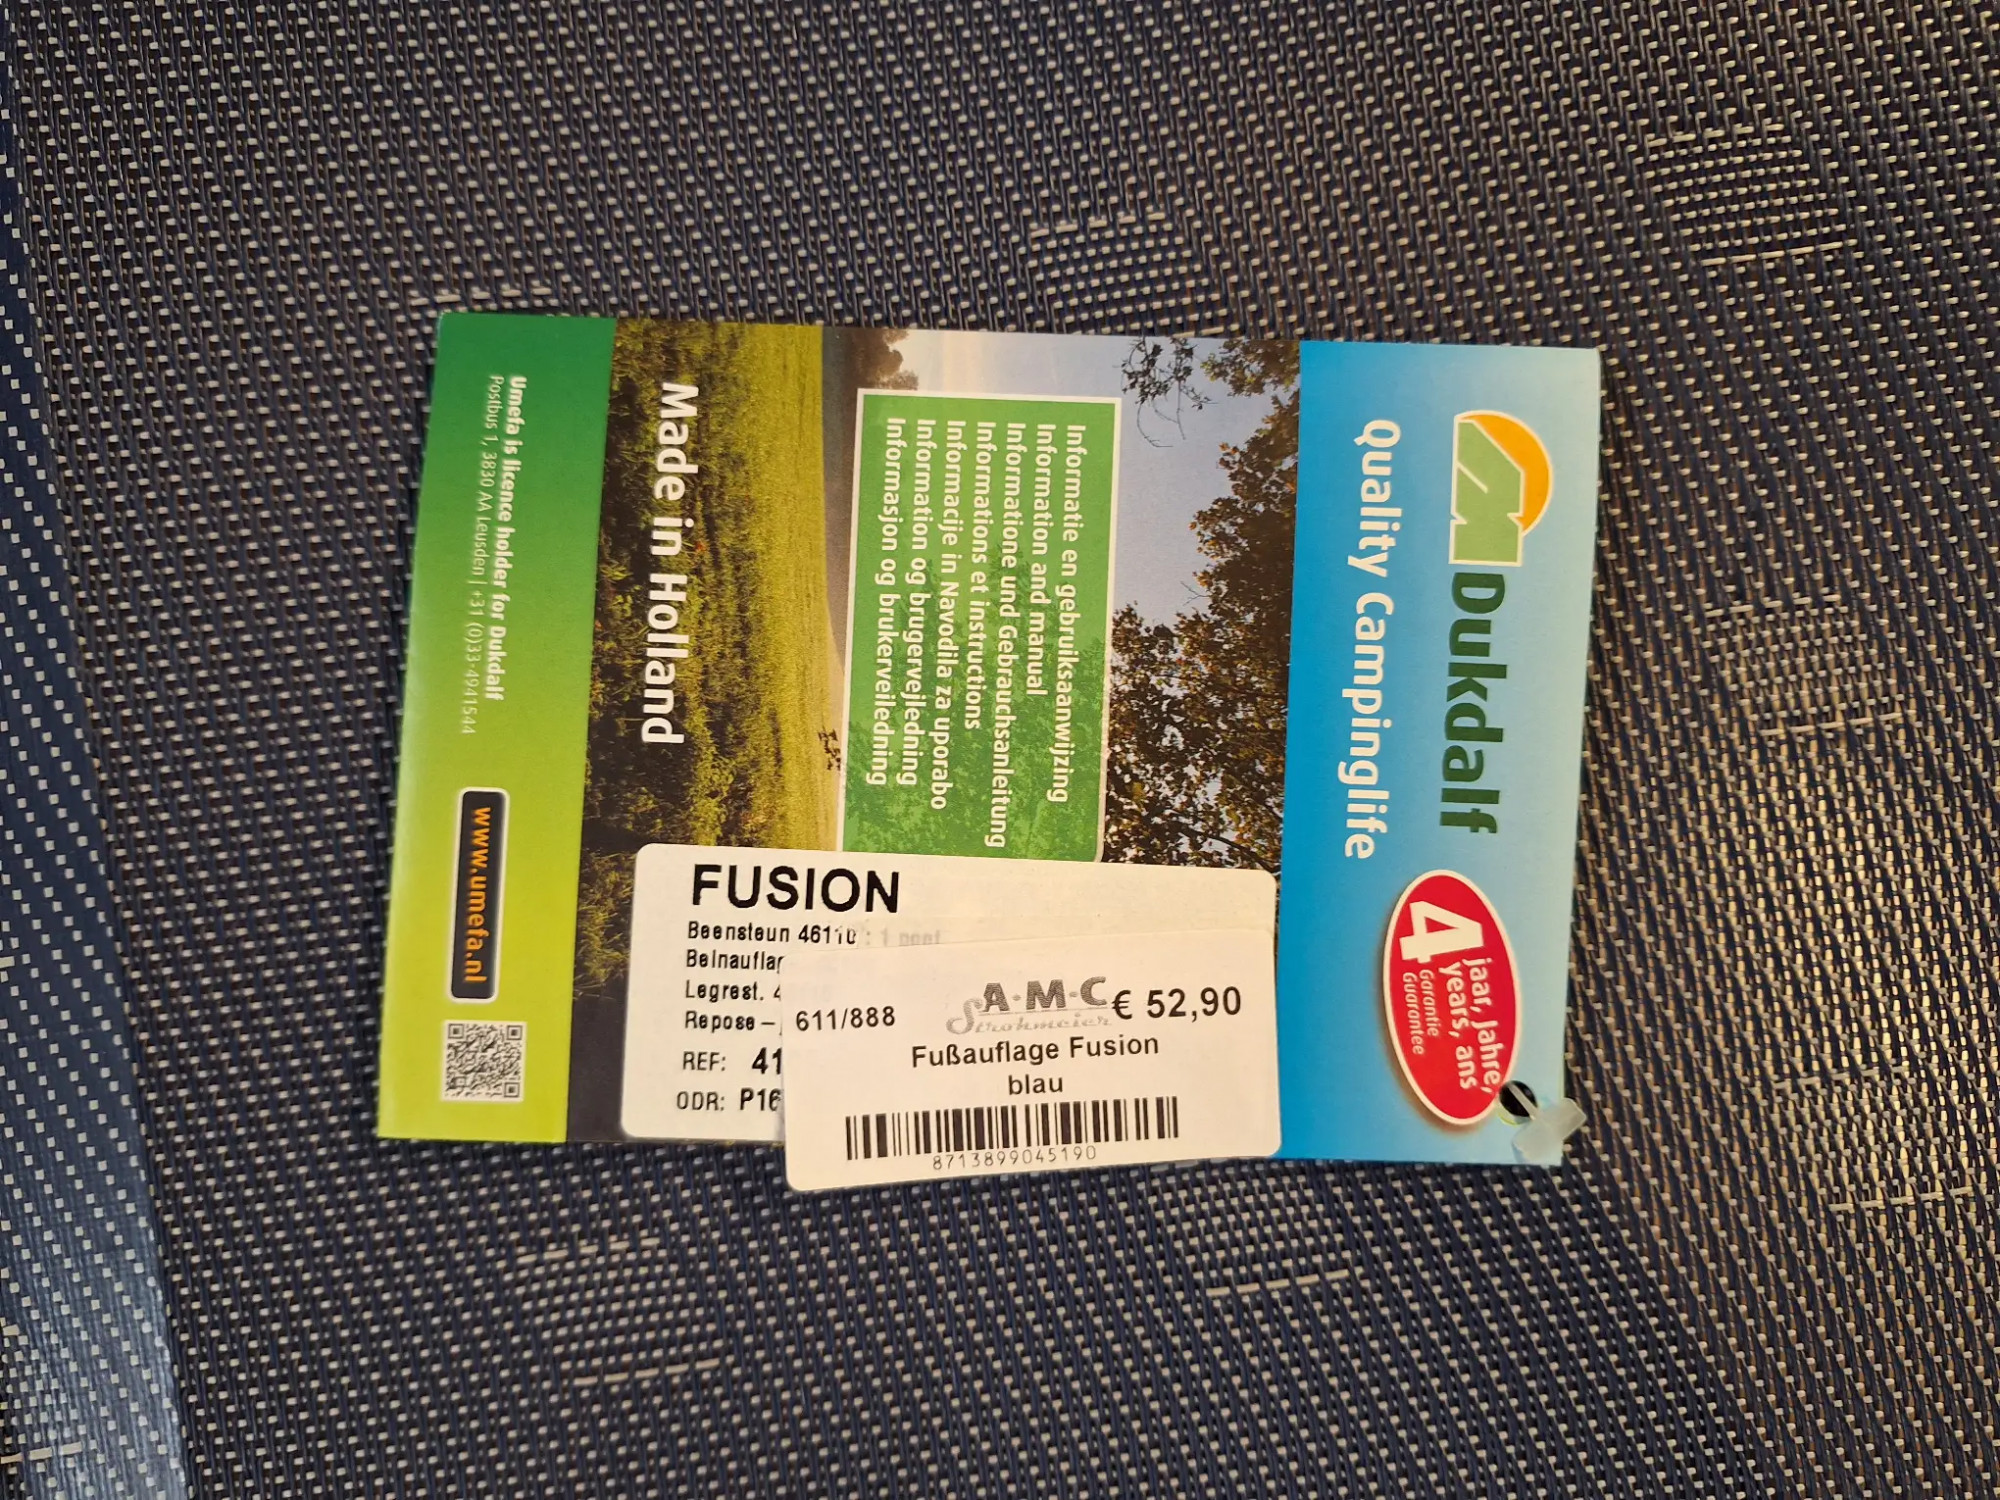 Dukdalf
Quality Campinglife
4 jaar, Jahre,
years, ans
Garantie
Guarantee
Informatie en gebruiksaanwijzing
Information and manual
Informatione und Gebrauchsanleitung
Informations et instructions
Informacije in Navodila za uporabo
Information og brugervejledning
Informasjon og brukerveiledning
Made in Holland
Umefa is licence holder for Dukdalf
Postbus 1, 3830 AA Leusden | +31 (0)33-4941544
www.umefa.nl
FUSION
Beensteun 46110
Beinauflag
Legrest.
Repose –
REF: 41
ODR: P16
611/888
A·M·C
Strohmeier
€ 52,90
Fußauflage Fusion
blau
8713899045190